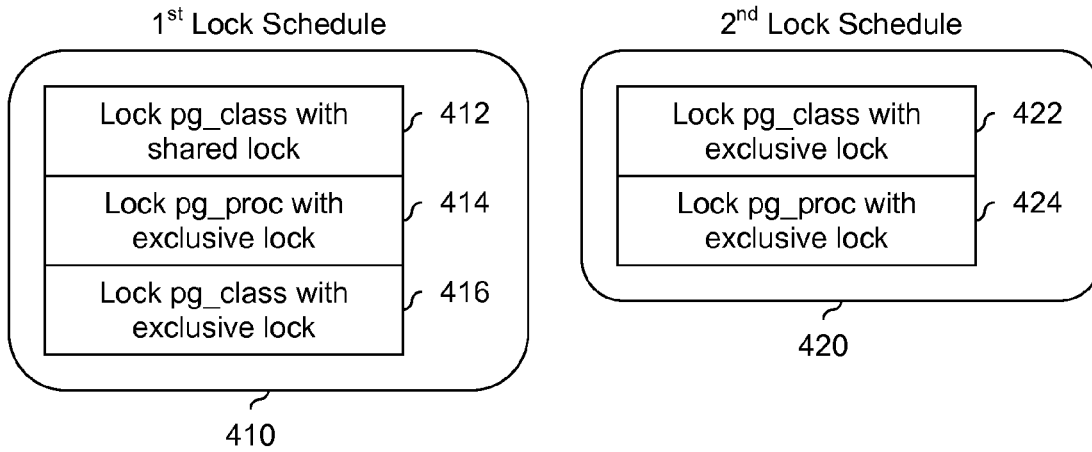 1st Lock Schedule
Lock pg_class with
shared lock
412
Lock pg_proc with
exclusive lock
414
Lock pg_class with
exclusive lock
416
410
2nd Lock Schedule
Lock pg_class with
exclusive lock
422
Lock pg_proc with
exclusive lock
424
420